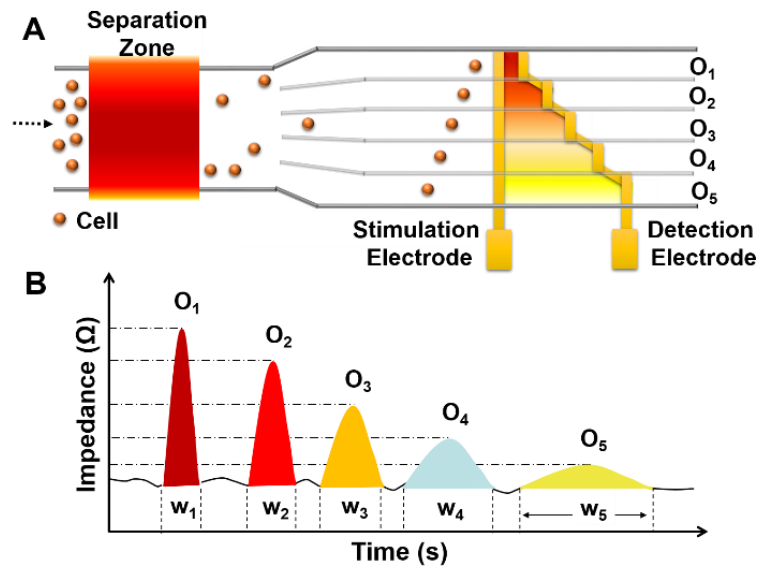 A
Separation
Zone
O1
O2
O3
O4
O5
Cell
Stimulation
Electrode
Detection
Electrode
B
Impedance (Ω)
O1
O2
O3
O4
O5
w1
w2
w3
w4
w5
Time (s)